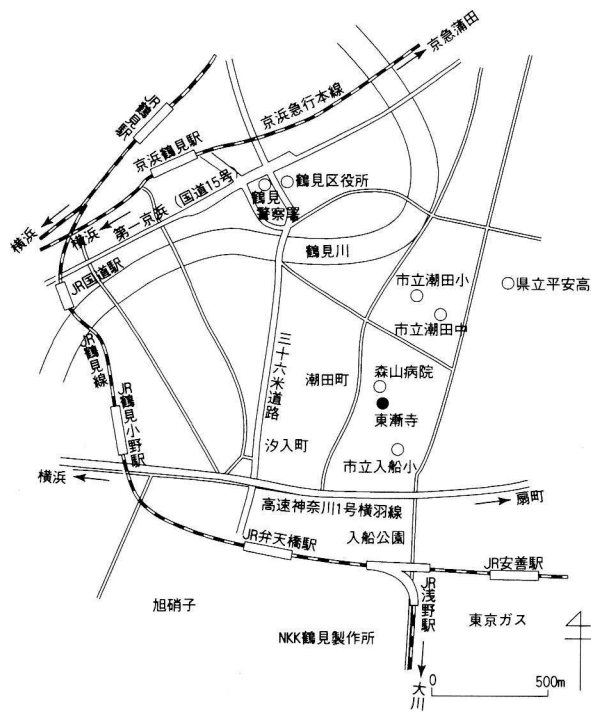 京急蒲田
京浜急行本線
JR鶴見駅
京浜鶴見駅
鶴見区役所
鶴見
警察署
第一京浜
(国道15号
横浜
横浜
JR国道駅
鶴見川
市立潮田小
県立平安高
市立潮田中
三十六米道路
JR鶴見線
JR鶴見小野駅
潮田町
森山病院
東漸寺
汐入町
市立入船小
横浜
高速神奈川1号横羽線
扇町
JR弁天橋駅
入船公園
JR安善駅
JR浅野駅
旭硝子
東京ガス
NKK鶴見製作所
大川
0
500m